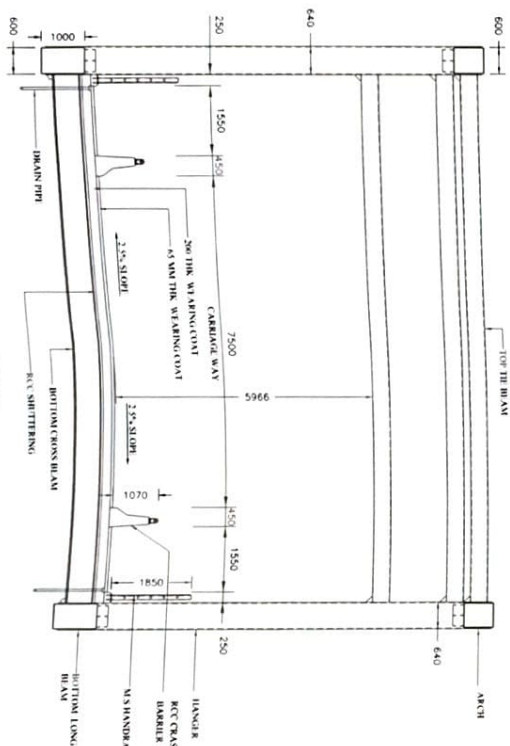 600
1000
250
640
600
1550
450
DRAIN PIPE
2.5% SLOPE
200 THK WEARING COAT
65 MM THK WEARING COAT
CARRIAGE WAY
7500
5966
TOP TIE BEAM
RCC SHUTTERING
BOTTOM CROSS BEAM
2.5% SLOPE
1070
450
1550
1850
250
640
ARCH
HANGER
RCC CRAS
BARRIER
M S HANDRA
BOTTOM LONG
BEAM